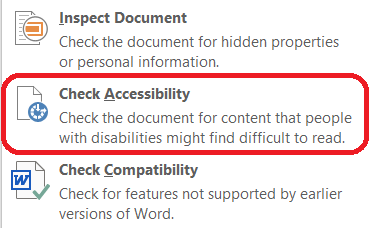 Inspect Document
Check the document for hidden properties
or personal information.
Check Accessibility
Check the document for content that people
with disabilities might find difficult to read.
Check Compatibility
Check for features not supported by earlier
versions of Word.